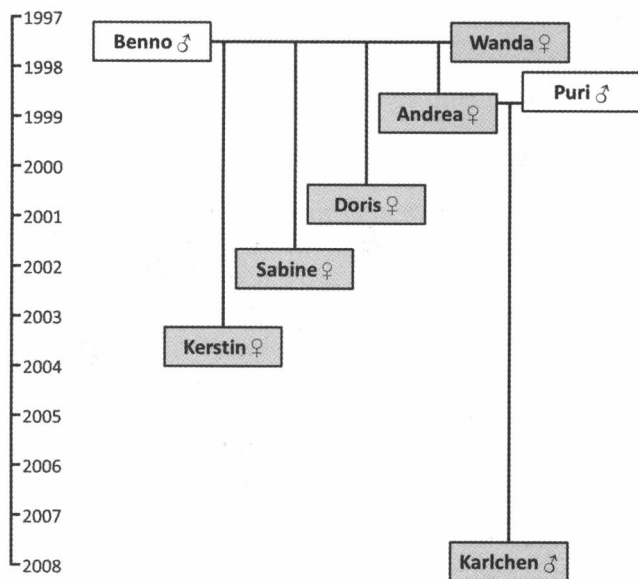 1997
Benno ♂
Wanda ♀
1998
Puri ♂
Andrea ♀
1999
2000
Doris ♀
2001
Sabine ♀
2002
2003
Kerstin ♀
2004
2005
2006
2007
Karlchen ♂
2008